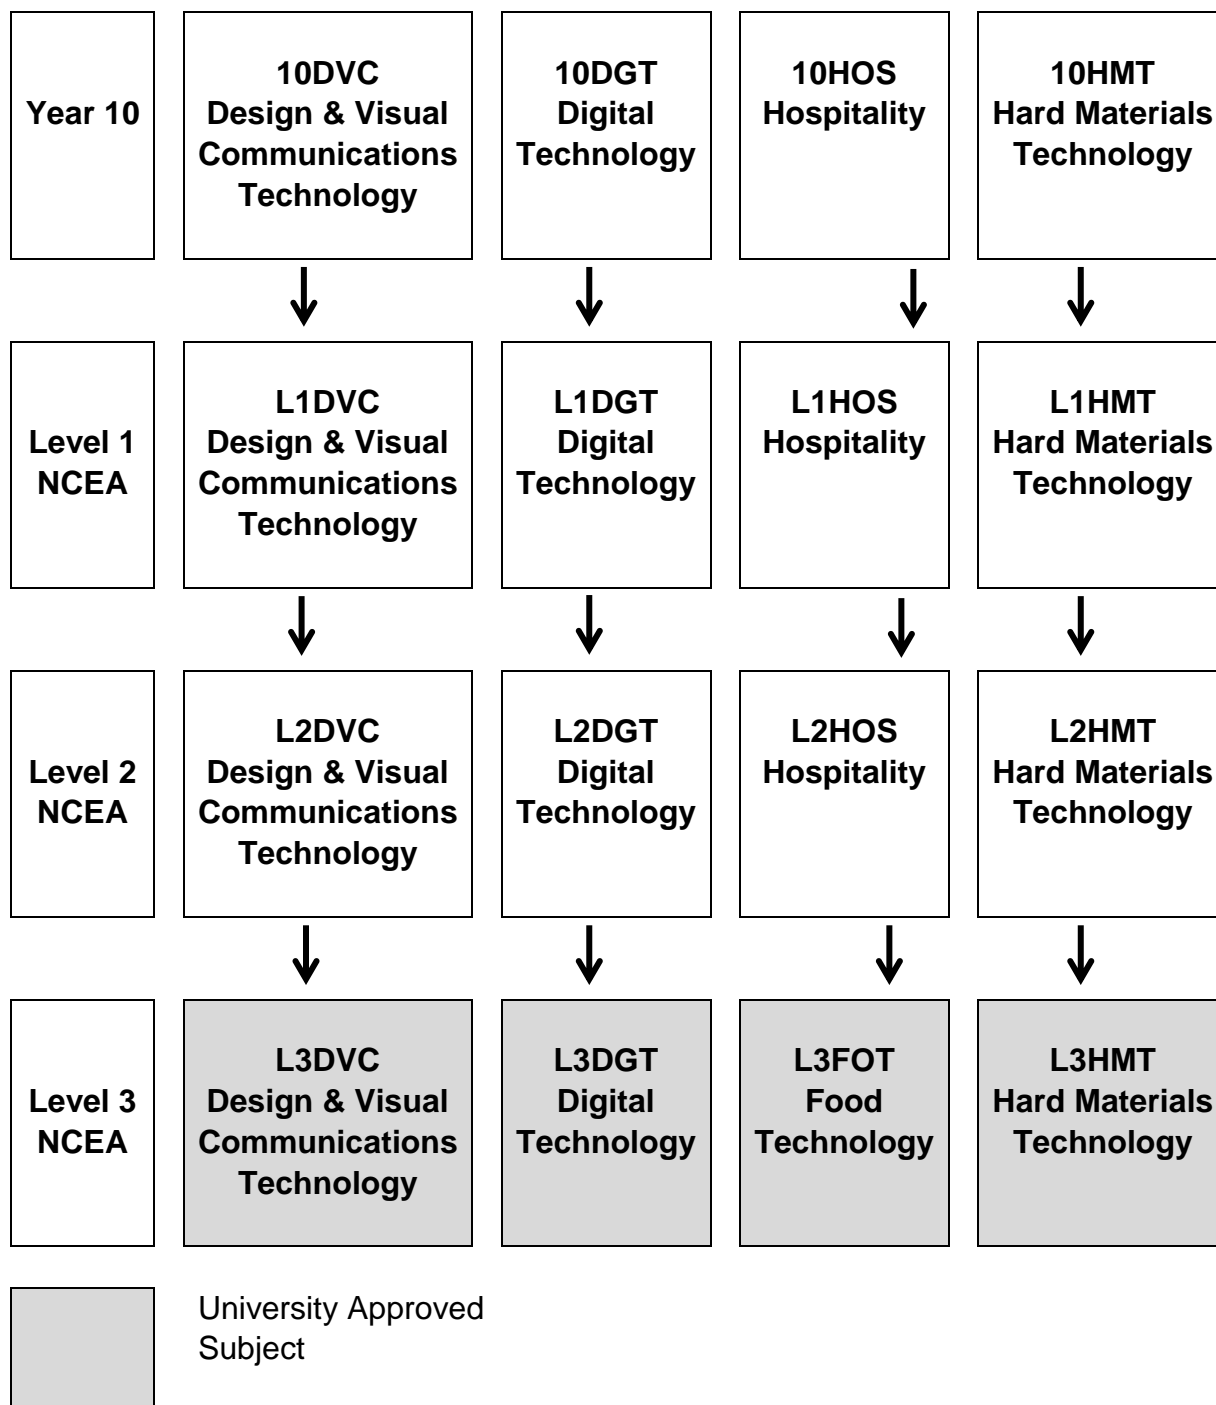 Year 10
10DVC
Design & Visual
Communications
Technology
10DGT
Digital
Technology
10HOS
Hospitality
10HMT
Hard Materials
Technology
Level 1
NCEA
L1DVC
Design & Visual
Communications
Technology
L1DGT
Digital
Technology
L1HOS
Hospitality
L1HMT
Hard Materials
Technology
Level 2
NCEA
L2DVC
Design & Visual
Communications
Technology
L2DGT
Digital
Technology
L2HOS
Hospitality
L2HMT
Hard Materials
Technology
Level 3
NCEA
L3DVC
Design & Visual
Communications
Technology
L3DGT
Digital
Technology
L3FOT
Food
Technology
L3HMT
Hard Materials
Technology
University Approved
Subject